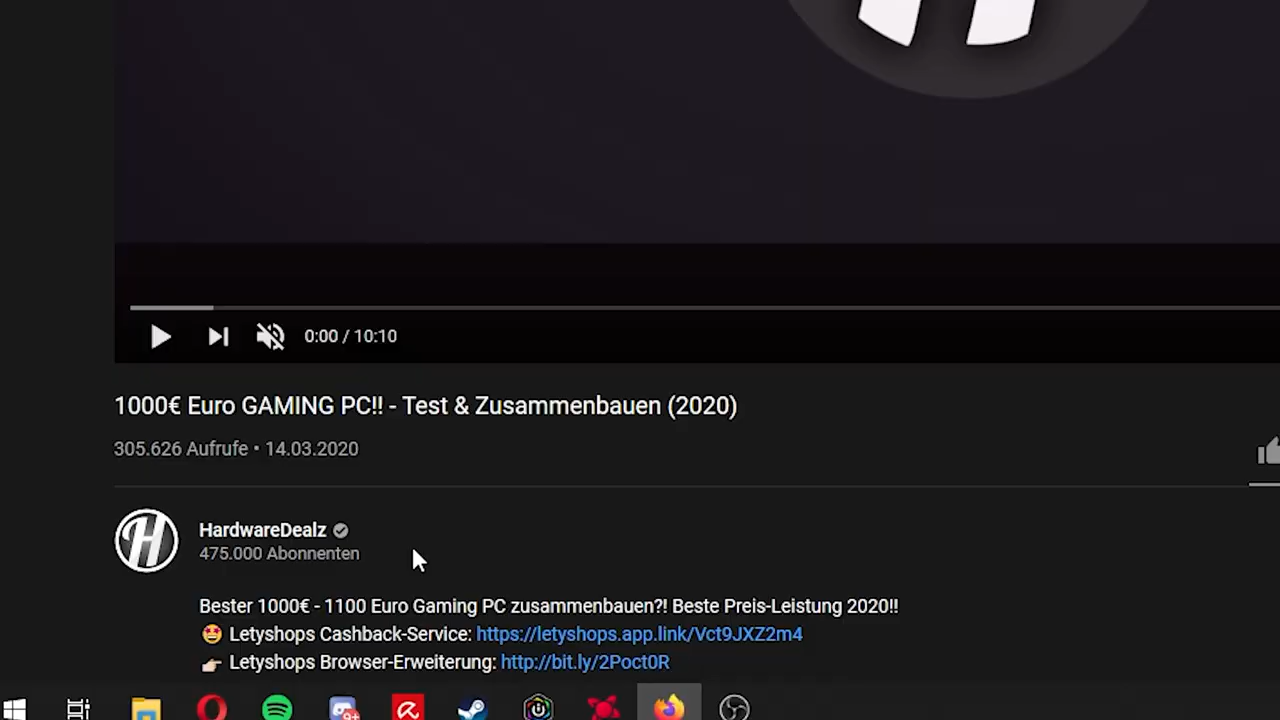 0:00 / 10:10
1000€ Euro GAMING PC!! - Test & Zusammenbauen (2020)
305.626 Aufrufe • 14.03.2020
HardwareDealz
475.000 Abonnenten
Bester 1000€ - 1100 Euro Gaming PC zusammenbauen?! Beste Preis-Leistung 2020!!
🤩 Letyshops Cashback-Service: https://letyshops.app.link/Vct9JXZ2m4
👉🏻 Letyshops Browser-Erweiterung: http://bit.ly/2Poct0R